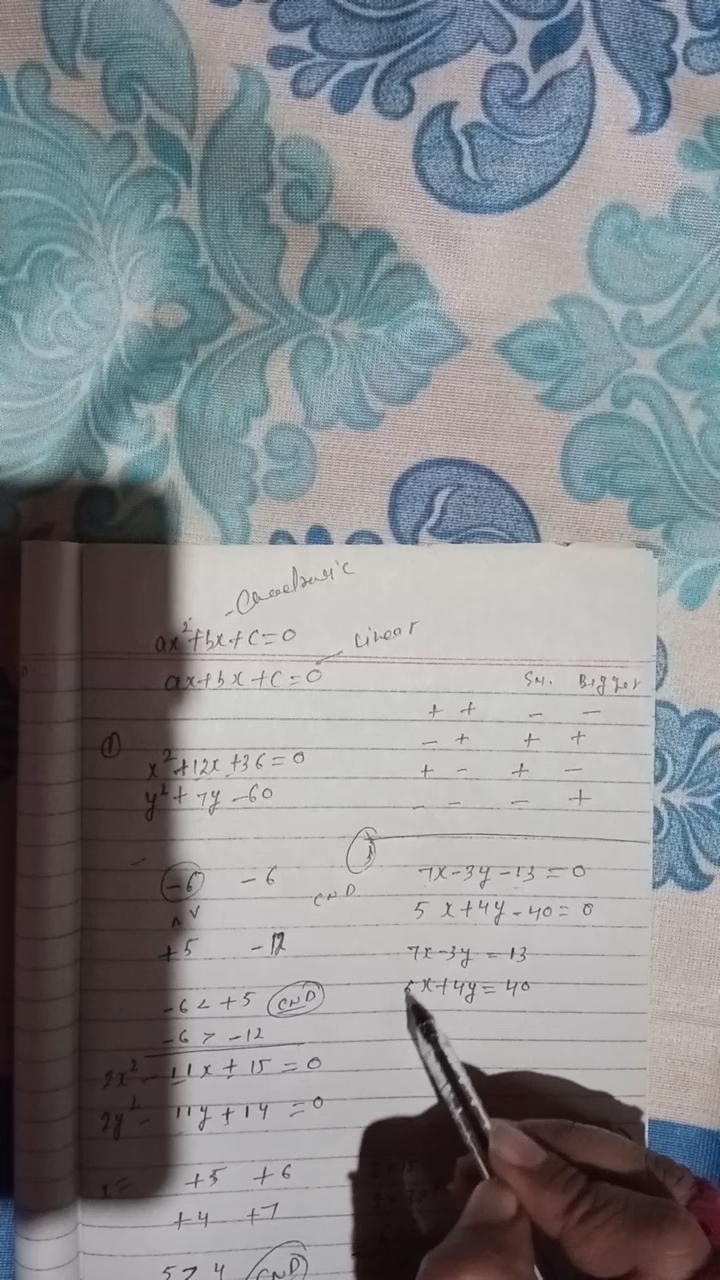 ax²+bx+c=0
Linear
ax+bx+c=0
Sm. Bigger
+ + - -
- + + +
+ - + -
- - - +
①
x²+12x+36=0
y²+7y-60
-6 -6
CND
+5 -12
-6 < +5 CND
-6 > -12
2x²-11x+15=0
2y²-11y+14=0
x= +5 +6
+4 +7
5>4 CND
7x-3y-13=0
5x+4y-40=0
7x-3y=13
5x+4y=40